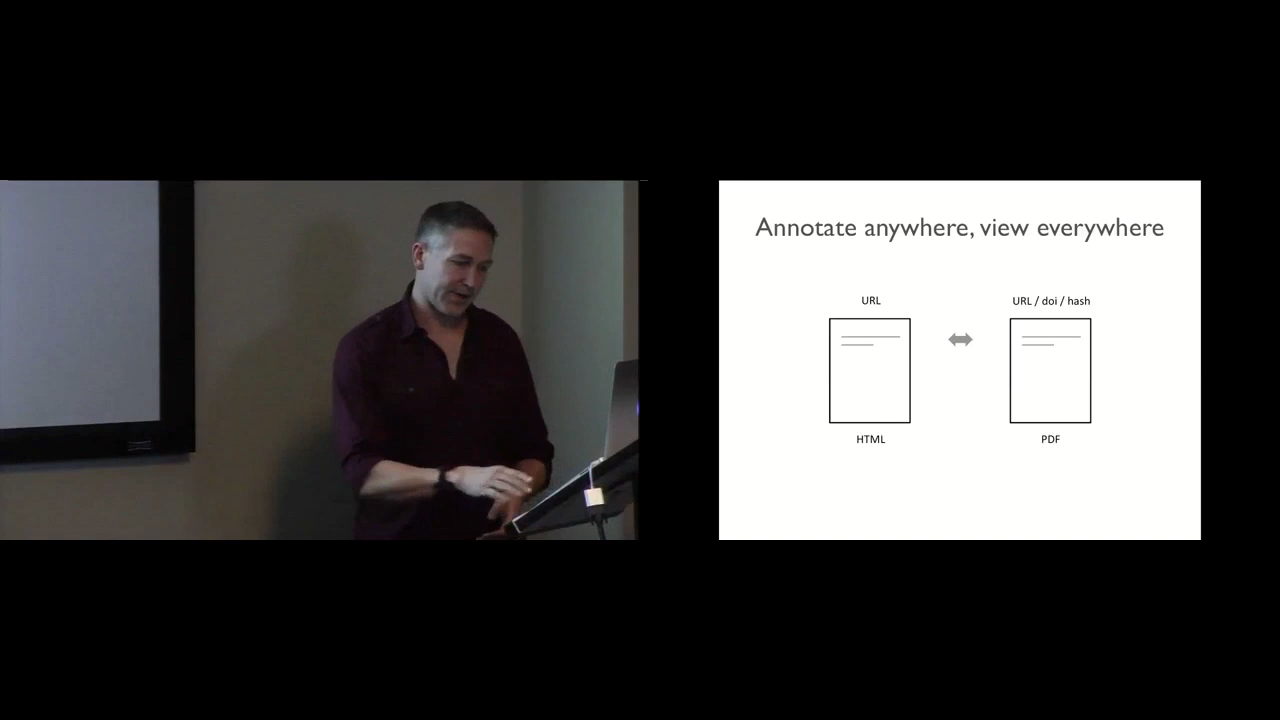 Annotate anywhere, view everywhere
URL
URL / doi / hash
HTML
PDF